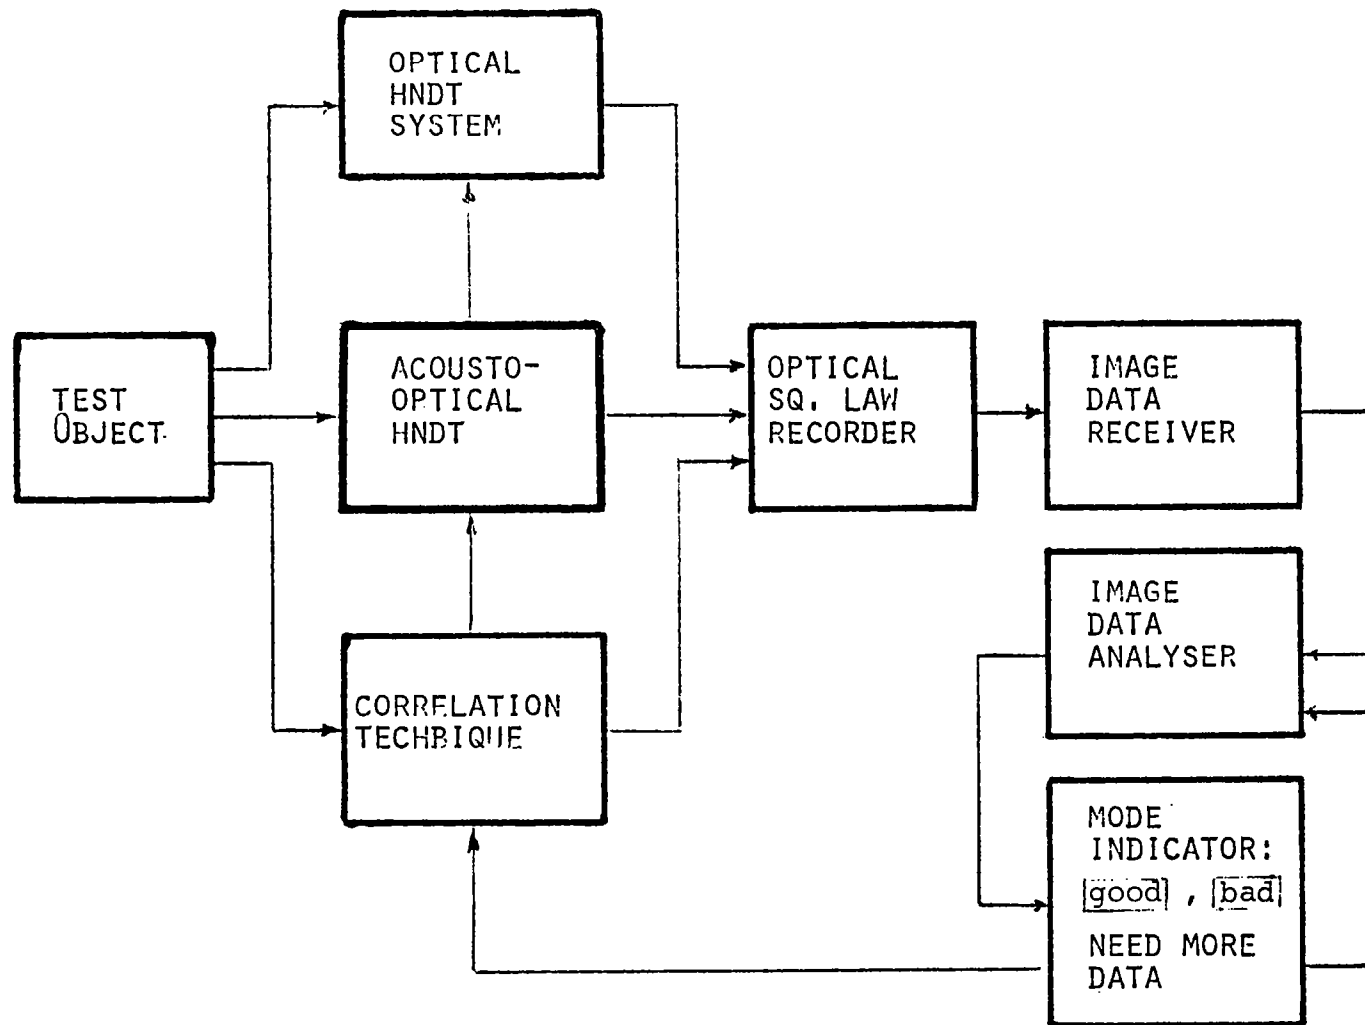 OPTICAL
HNDT
SYSTEM
TEST
OBJECT
ACOUSTO-
OPTICAL
HNDT
OPTICAL
SQ. LAW
RECORDER
IMAGE
DATA
RECEIVER
IMAGE
DATA
ANALYSER
CORRELATION
TECHBIQUE
MODE
INDICATOR:
good , bad
NEED MORE
DATA